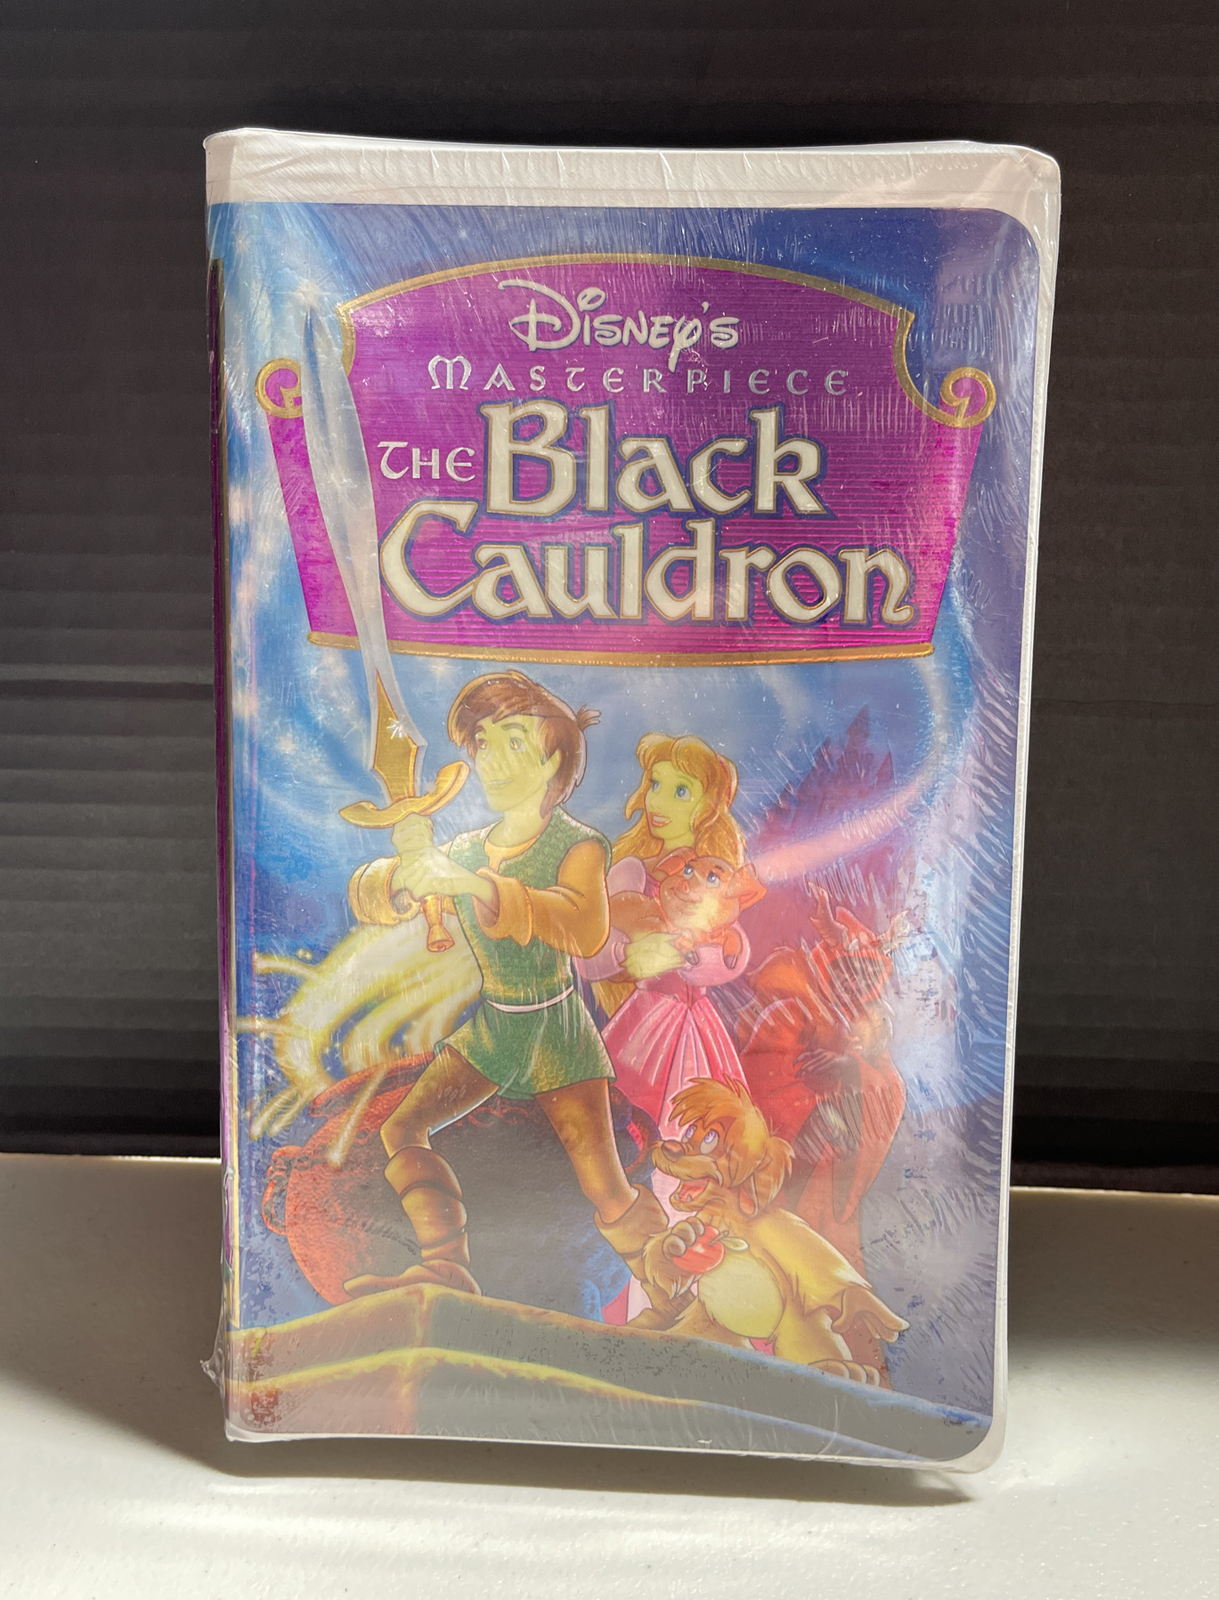 Disney's
MASTERPIECE
THE Black
Cauldron